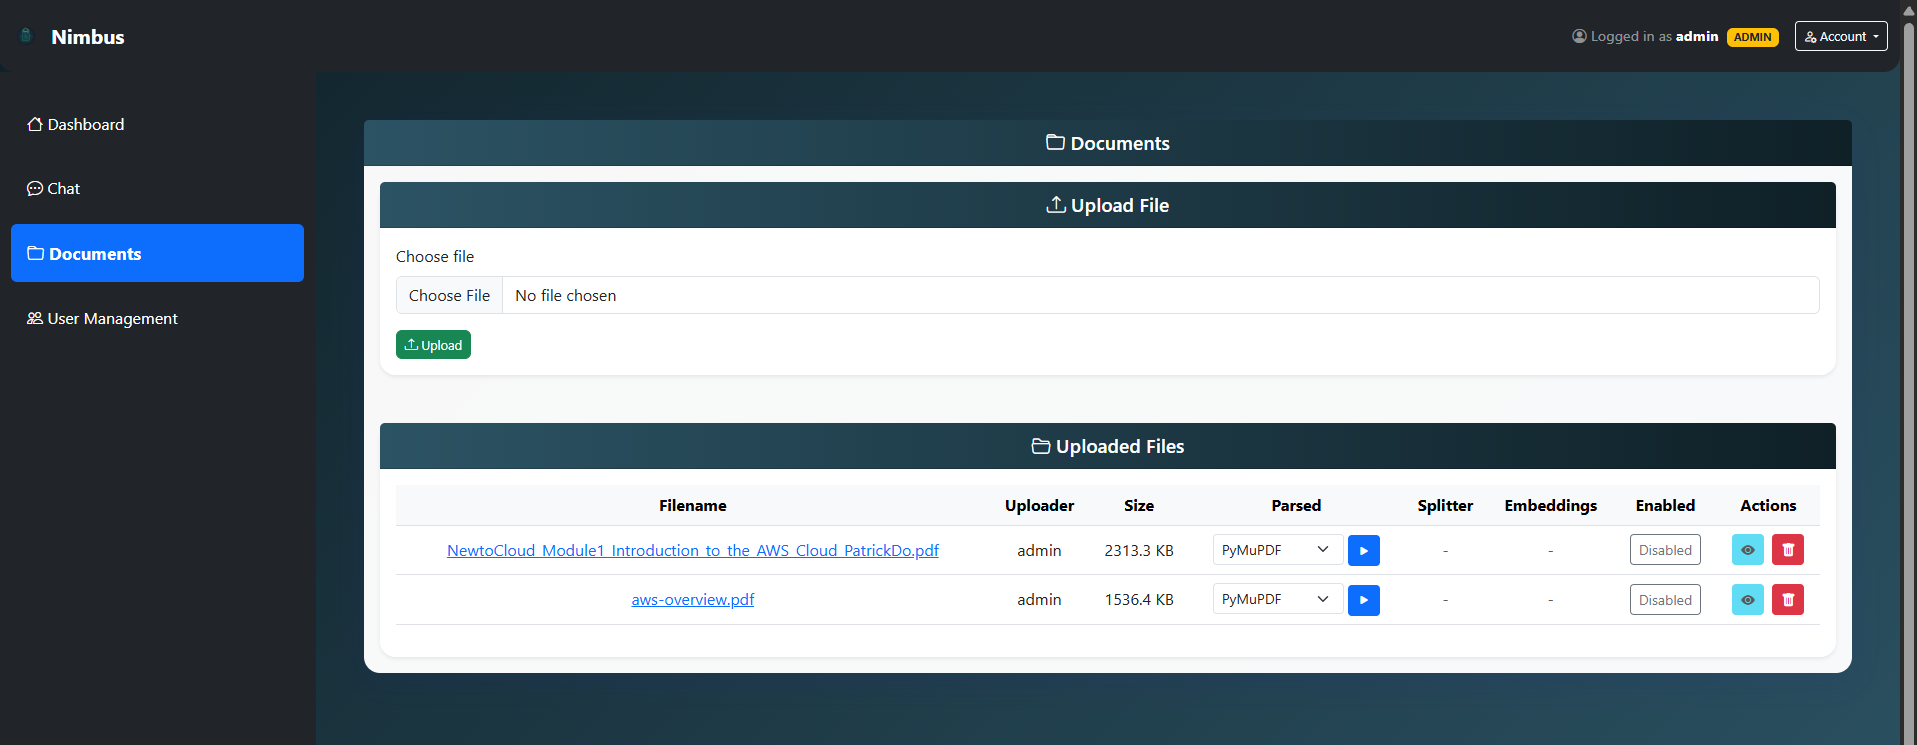 Nimbus
Logged in as admin ADMIN Account
Dashboard
Chat
Documents
User Management
Documents
Upload File
Choose file
Choose File No file chosen
Upload
Uploaded Files
Filename Uploader Size Parsed Splitter Embeddings Enabled Actions
NewtoCloud_Module1_Introduction_to_the_AWS_Cloud_PatrickDo.pdf admin 2313.3 KB PyMuPDF - - Disabled
aws-overview.pdf admin 1536.4 KB PyMuPDF - - Disabled